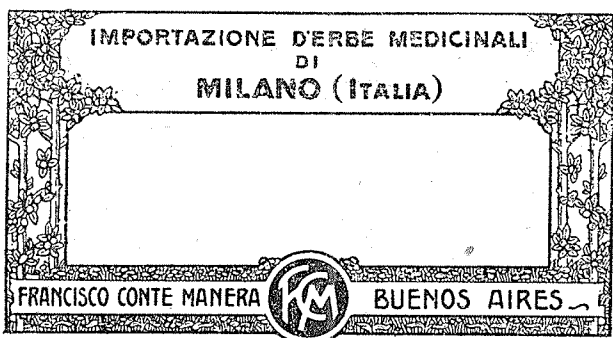 IMPORTAZIONE D'ERBE MEDICINALI
DI
MILANO (ITALIA)
FRANCISCO CONTE MANERA FCM BUENOS AIRES